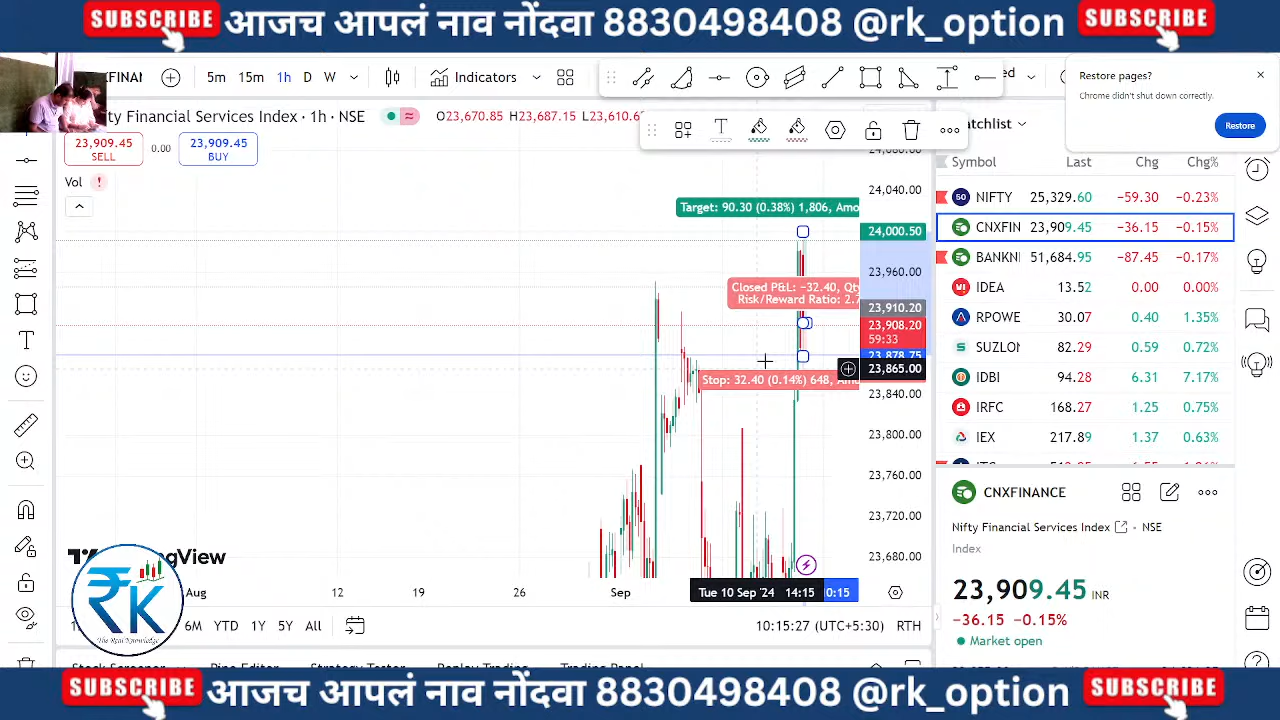 SUBSCRIBE आजच आपलं नाव नोंदवा 8830498408 @rk_option SUBSCRIBE
5m 15m 1h D W Indicators
Restore pages?
Chrome didn't shut down correctly.
Restore
Financial Services Index · 1h · NSE O23,670.85 H23,687.15
23,909.45 SELL 0.00 23,909.45 BUY
Vol
Symbol Last Chg Chg%
NIFTY 25,329.60 −59.30 −0.23%
CNXFIN 23,909.45 −36.15 −0.15%
BANKN 51,684.95 −87.45 −0.17%
IDEA 13.52 0.00 0.00%
RPOWE 30.07 0.40 1.35%
SUZLO 82.29 0.59 0.72%
IDBI 94.28 6.31 7.17%
IRFC 168.27 1.25 0.75%
IEX 217.89 1.37 0.63%
24,040.00
Target: 90.30 (0.38%) 1,806,
24,000.50
23,960.00
Closed P&L: −32.40,
Risk/Reward Ratio:
23,910.20
23,908.20
59:33
23,878.75
23,865.00
Stop: 32.40 (0.14%) 648,
23,840.00
23,800.00
23,760.00
23,720.00
23,680.00
CNXFINANCE
Nifty Financial Services Index · NSE
Index
23,909.45 INR
−36.15 −0.15%
Market open
RK
The Real Knowledge
Aug 12 19 26 Sep Tue 10 Sep '24 14:15
6M YTD 1Y 5Y All 10:15:27 (UTC+5:30) RTH
SUBSCRIBE आजच आपलं नाव नोंदवा 8830498408 @rk_option SUBSCRIBE